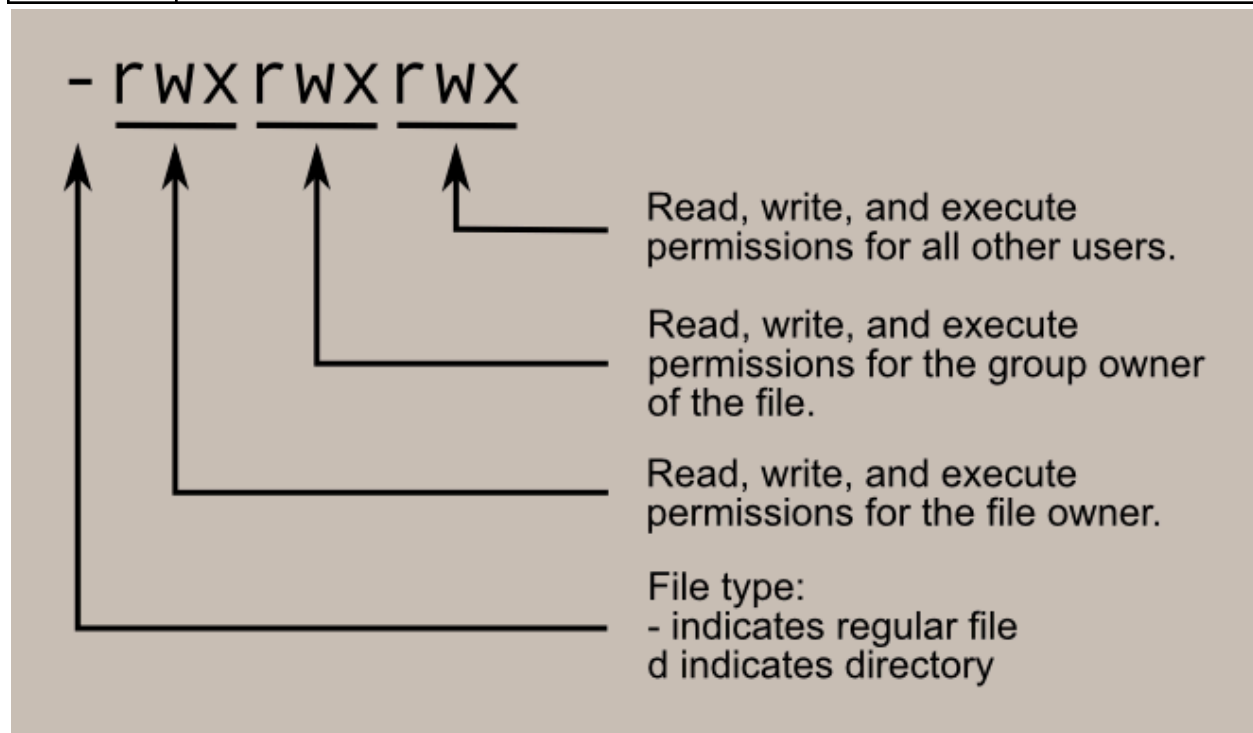 -rwxrwxrwx
Read, write, and execute
permissions for all other users.
Read, write, and execute
permissions for the group owner
of the file.
Read, write, and execute
permissions for the file owner.
File type:
- indicates regular file
d indicates directory